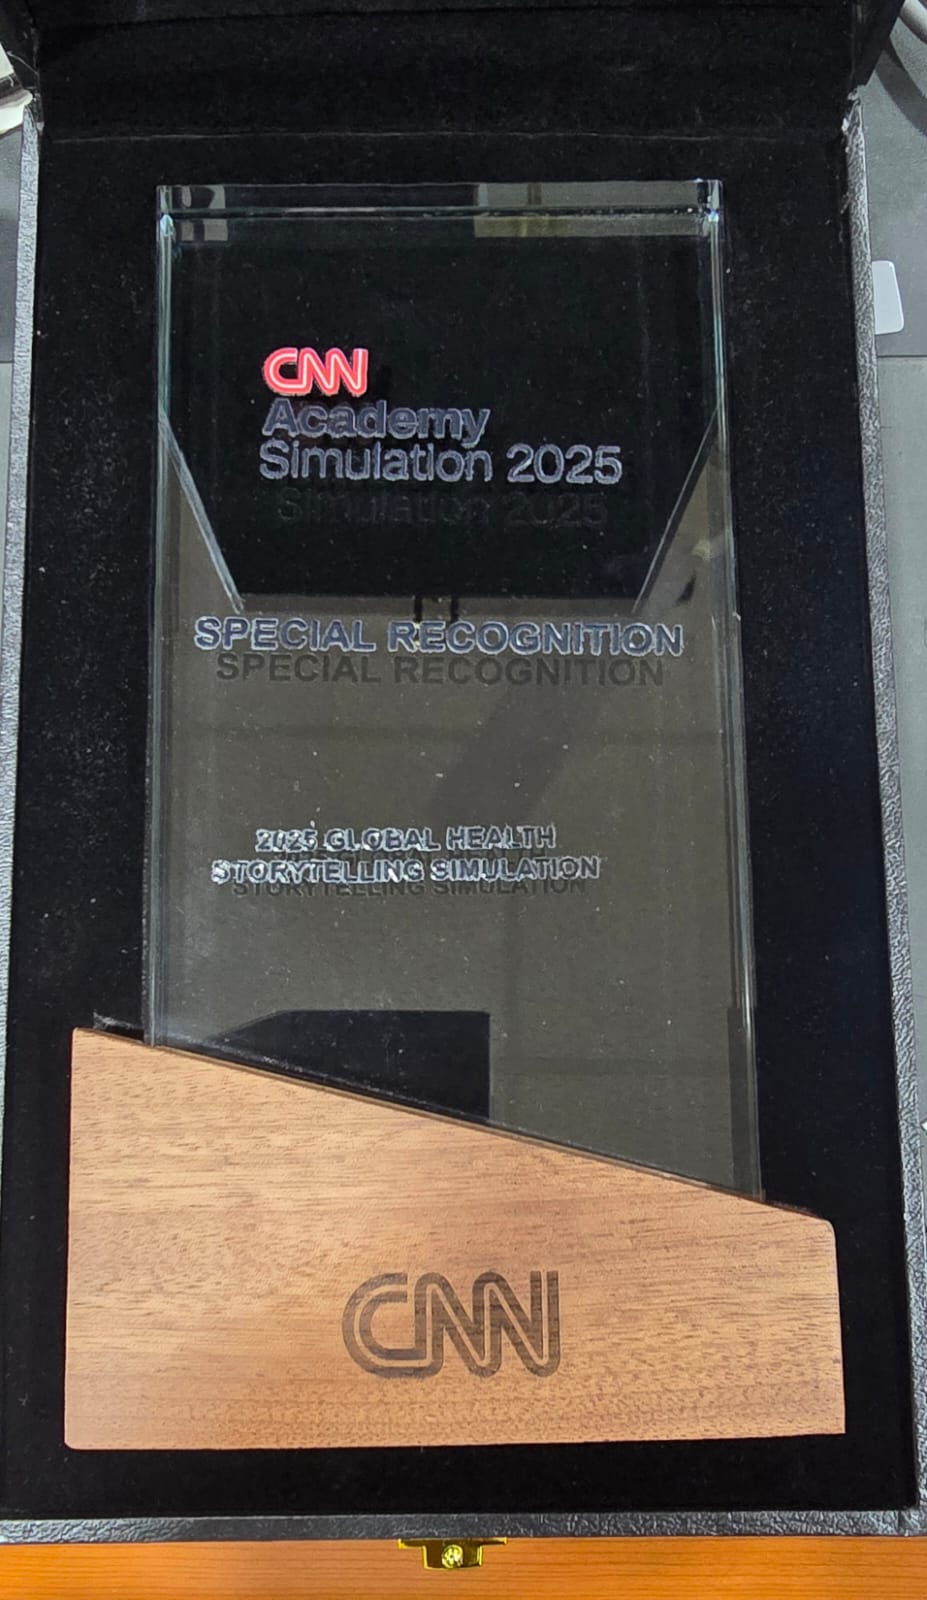 CNN
Academy
Simulation 2025
SPECIAL RECOGNITION
2025 GLOBAL HEALTH
STORYTELLING SIMULATION
CNN